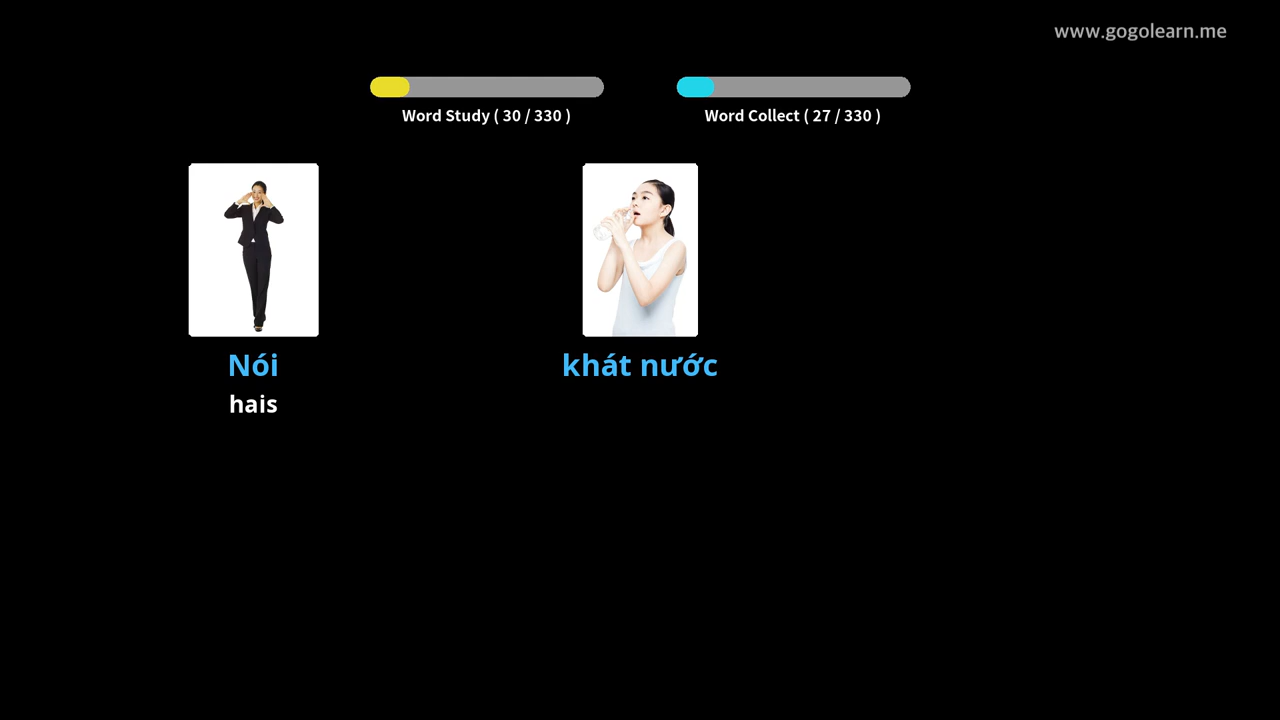 www.gogolearn.me
Word Study ( 30 / 330 )
Word Collect ( 27 / 330 )
Nói
khát nước
hais